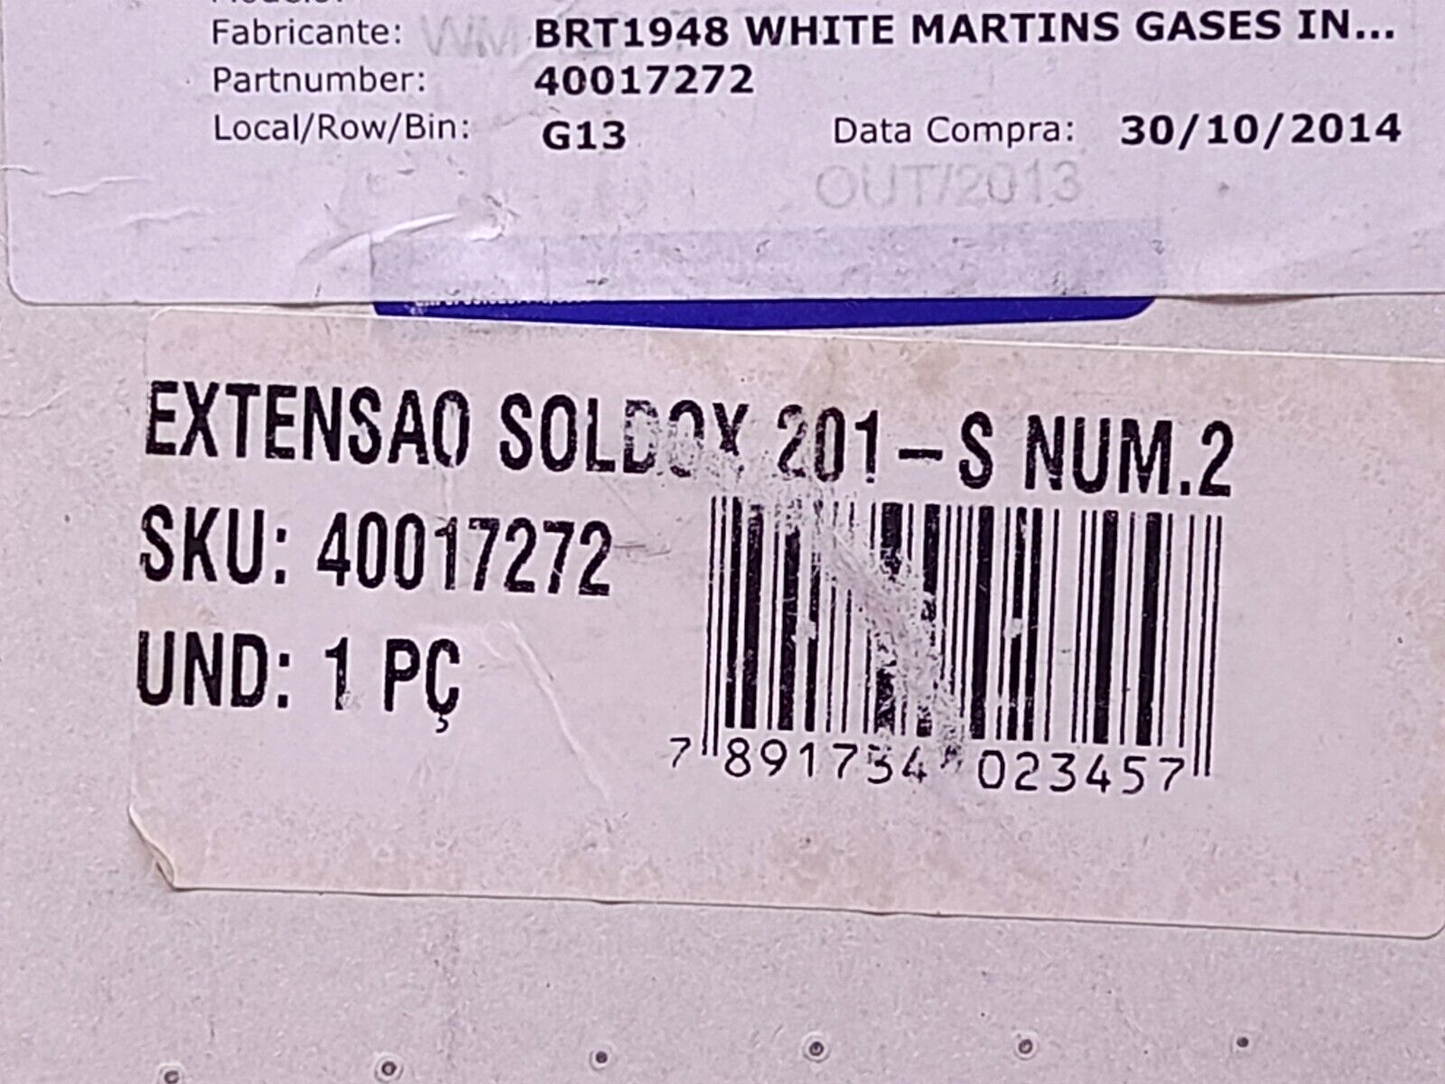 Fabricante: BRT1948 WHITE MARTINS GASES IN...
Partnumber: 40017272
Local/Row/Bin: G13 Data Compra: 30/10/2014
OUT/2013
EXTENSAO SOLDOX 201-S NUM.2
SKU: 40017272
UND: 1 PÇ
7 891754 023457